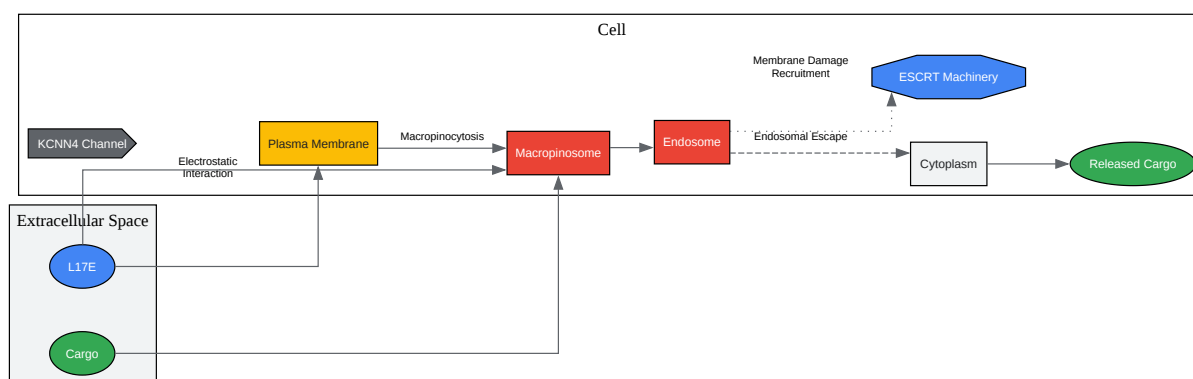 Cell
Membrane Damage
Recruitment
ESCRT Machinery
KCNN4 Channel
Plasma Membrane
Macropinocytosis
Macropinosome
Endosome
Endosomal Escape
Cytoplasm
Released Cargo
Electrostatic
Interaction
Extracellular Space
L17E
Cargo